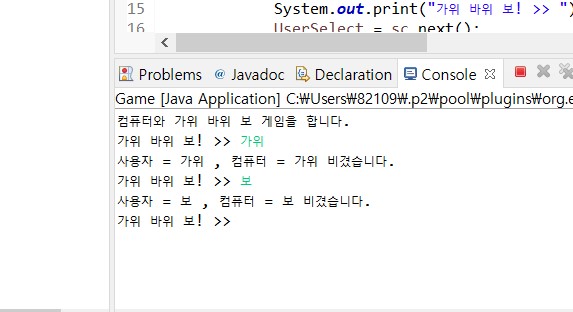 15 System.out.print("가위 바위 보! >> ")
16 UserSelect = sc.next();
Problems @ Javadoc Declaration Console
Game [Java Application] C:₩Users₩82109₩.p2₩pool₩plugins₩org.e
컴퓨터와 가위 바위 보 게임을 합니다.
가위 바위 보! >> 가위
사용자 = 가위 , 컴퓨터 = 가위 비겼습니다.
가위 바위 보! >> 보
사용자 = 보 , 컴퓨터 = 보 비겼습니다.
가위 바위 보! >>